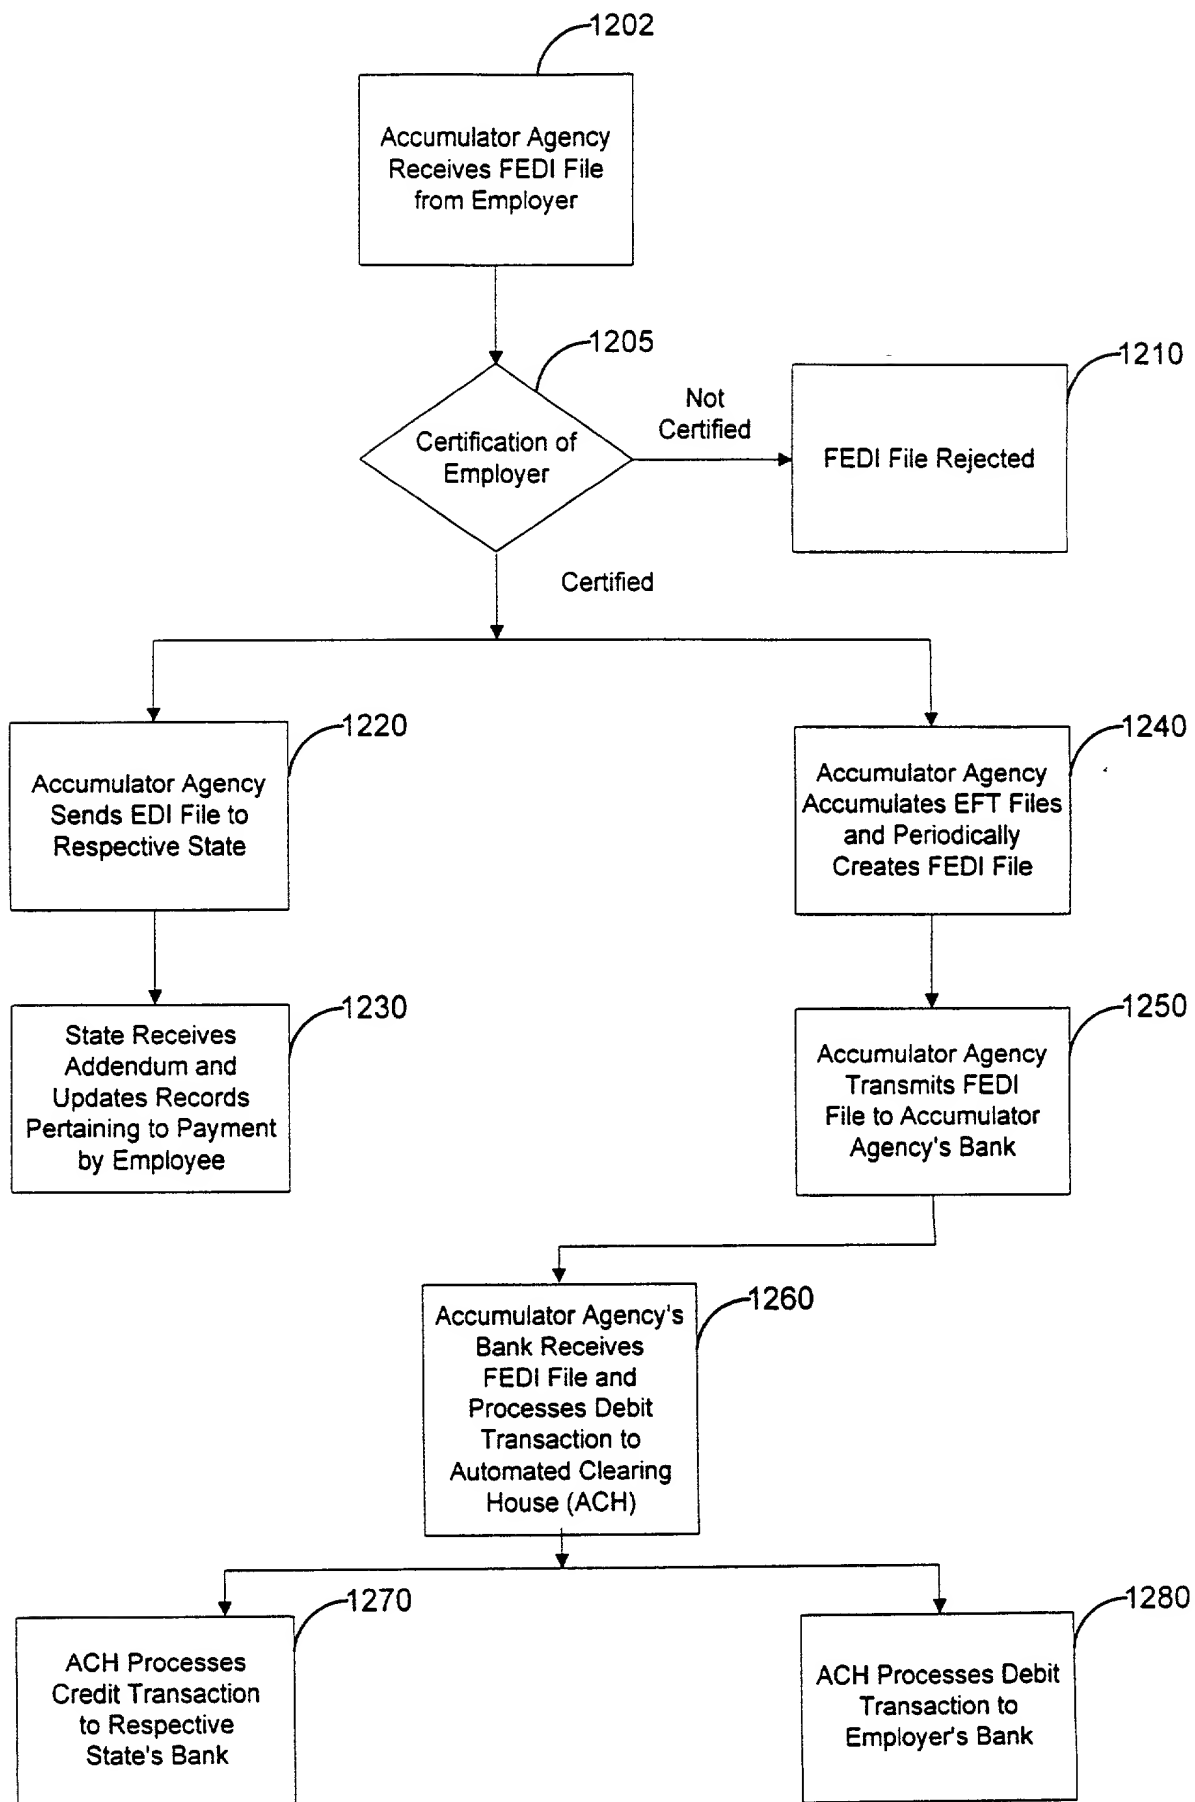 1202
Accumulator Agency
Receives FEDI File
from Employer
1205
Certification of
Employer
Not
Certified
1210
FEDI File Rejected
Certified
1220
Accumulator Agency
Sends EDI File to
Respective State
1240
Accumulator Agency
Accumulates EFT Files
and Periodically
Creates FEDI File
1230
State Receives
Addendum and
Updates Records
Pertaining to Payment
by Employee
1250
Accumulator Agency
Transmits FEDI
File to Accumulator
Agency's Bank
1260
Accumulator Agency's
Bank Receives
FEDI File and
Processes Debit
Transaction to
Automated Clearing
House (ACH)
1270
ACH Processes
Credit Transaction
to Respective
State's Bank
1280
ACH Processes Debit
Transaction to
Employer's Bank